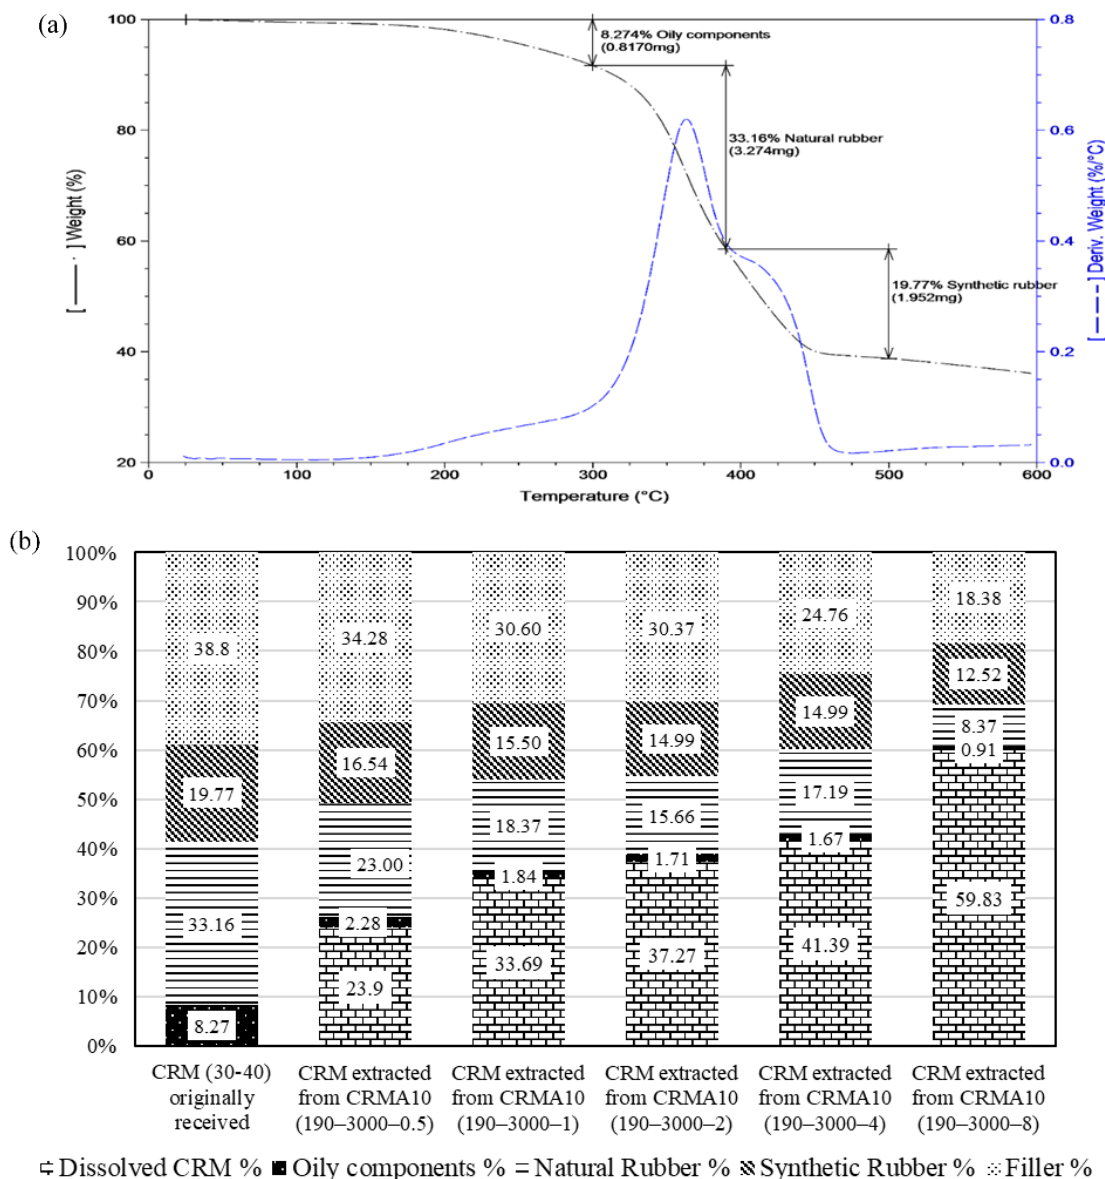 (a)
100
80
60
40
20
[ —— · ] Weight (%)
8.274% Oily components
(0.8170mg)
33.16% Natural rubber
(3.274mg)
19.77% Synthetic rubber
(1.952mg)
0.8
0.6
0.4
0.2
0.0
[ — — – ] Deriv. Weight (%/°C)
0 100 200 300 400 500 600
Temperature (°C)
(b)
100%
90%
80%
70%
60%
50%
40%
30%
20%
10%
0%
38.8
19.77
33.16
8.27
34.28
16.54
23.00
2.28
23.9
30.60
15.50
18.37
1.84
33.69
30.37
14.99
15.66
1.71
37.27
24.76
14.99
17.19
1.67
41.39
18.38
12.52
8.37
0.91
59.83
CRM (30-40)
originally
received
CRM extracted
from CRMA10
(190–3000–0.5)
CRM extracted
from CRMA10
(190–3000–1)
CRM extracted
from CRMA10
(190–3000–2)
CRM extracted
from CRMA10
(190–3000–4)
CRM extracted
from CRMA10
(190–3000–8)
Dissolved CRM % Oily components % Natural Rubber % Synthetic Rubber % Filler %